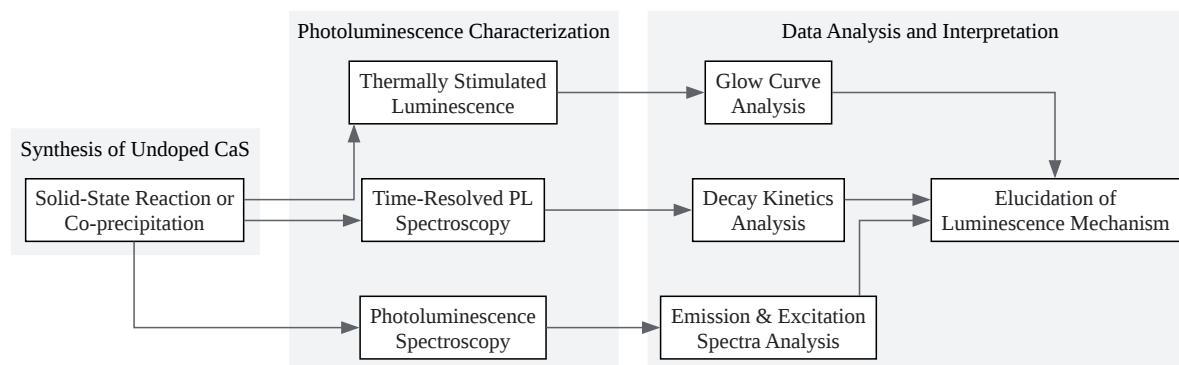 Photoluminescence Characterization
Data Analysis and Interpretation
Thermally Stimulated
Luminescence
Glow Curve
Analysis
Synthesis of Undoped CaS
Solid-State Reaction or
Co-precipitation
Time-Resolved PL
Spectroscopy
Decay Kinetics
Analysis
Elucidation of
Luminescence Mechanism
Photoluminescence
Spectroscopy
Emission & Excitation
Spectra Analysis